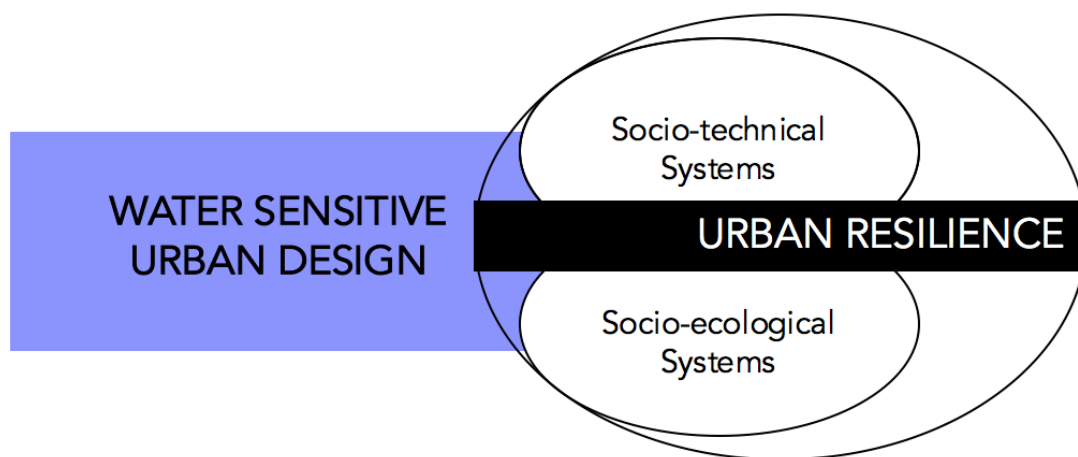 WATER SENSITIVE
URBAN DESIGN
Socio-technical
Systems
URBAN RESILIENCE
Socio-ecological
Systems